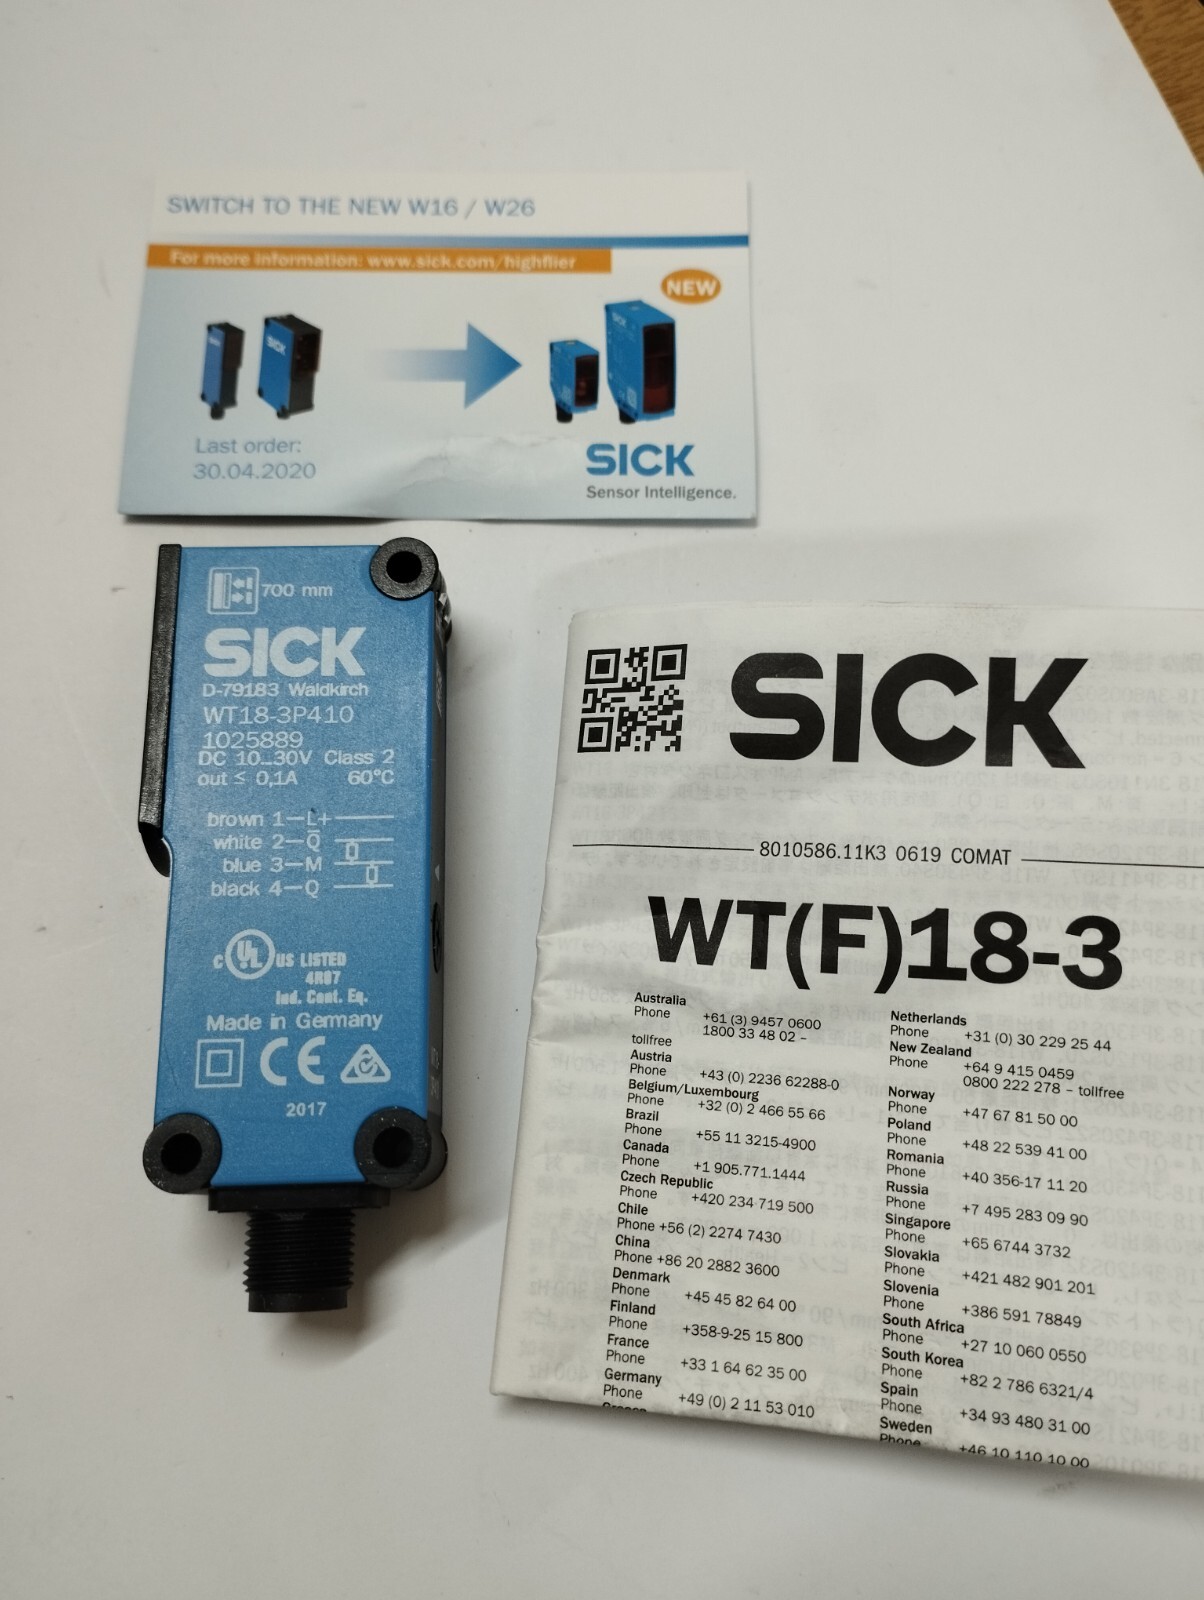 SWITCH TO THE NEW W16 / W26
For more information: www.sick.com/highflier
NEW
SICK
SICK
Last order:
30.04.2020
SICK
Sensor Intelligence.
700 mm
SICK
D-79183 Waldkirch
WT18-3P410
1025889
DC 10...30V Class 2
out ≤ 0,1A 60°C
brown 1—L+
white 2—Q̅
blue 3—M
black 4—Q
c UL US LISTED
4R87
Ind. Cont. Eq.
Made in Germany
CE
2017
SICK
8010586.11K3 0619 COMAT
WT(F)18-3
Australia
Phone +61 (3) 9457 0600
1800 33 48 02 –
tollfree
Austria
Phone +43 (0) 2236 62288-0
Belgium/Luxembourg
Phone +32 (0) 2 466 55 66
Brazil
Phone +55 11 3215-4900
Canada
Phone +1 905.771.1444
Czech Republic
Phone +420 234 719 500
Chile
Phone +56 (2) 2274 7430
China
Phone +86 20 2882 3600
Denmark
Phone +45 45 82 64 00
Finland
Phone +358-9-25 15 800
France
Phone +33 1 64 62 35 00
Germany
Phone +49 (0) 2 11 53 010
Greece
Netherlands
Phone +31 (0) 30 229 25 44
New Zealand
Phone +64 9 415 0459
0800 222 278 – tollfree
Norway
Phone +47 67 81 50 00
Poland
Phone +48 22 539 41 00
Romania
Phone +40 356-17 11 20
Russia
Phone +7 495 283 09 90
Singapore
Phone +65 6744 3732
Slovakia
Phone +421 482 901 201
Slovenia
Phone +386 591 78849
South Africa
Phone +27 10 060 0550
South Korea
Phone +82 2 786 6321/4
Spain
Phone +34 93 480 31 00
Sweden
Phone +46 10 110 10 00